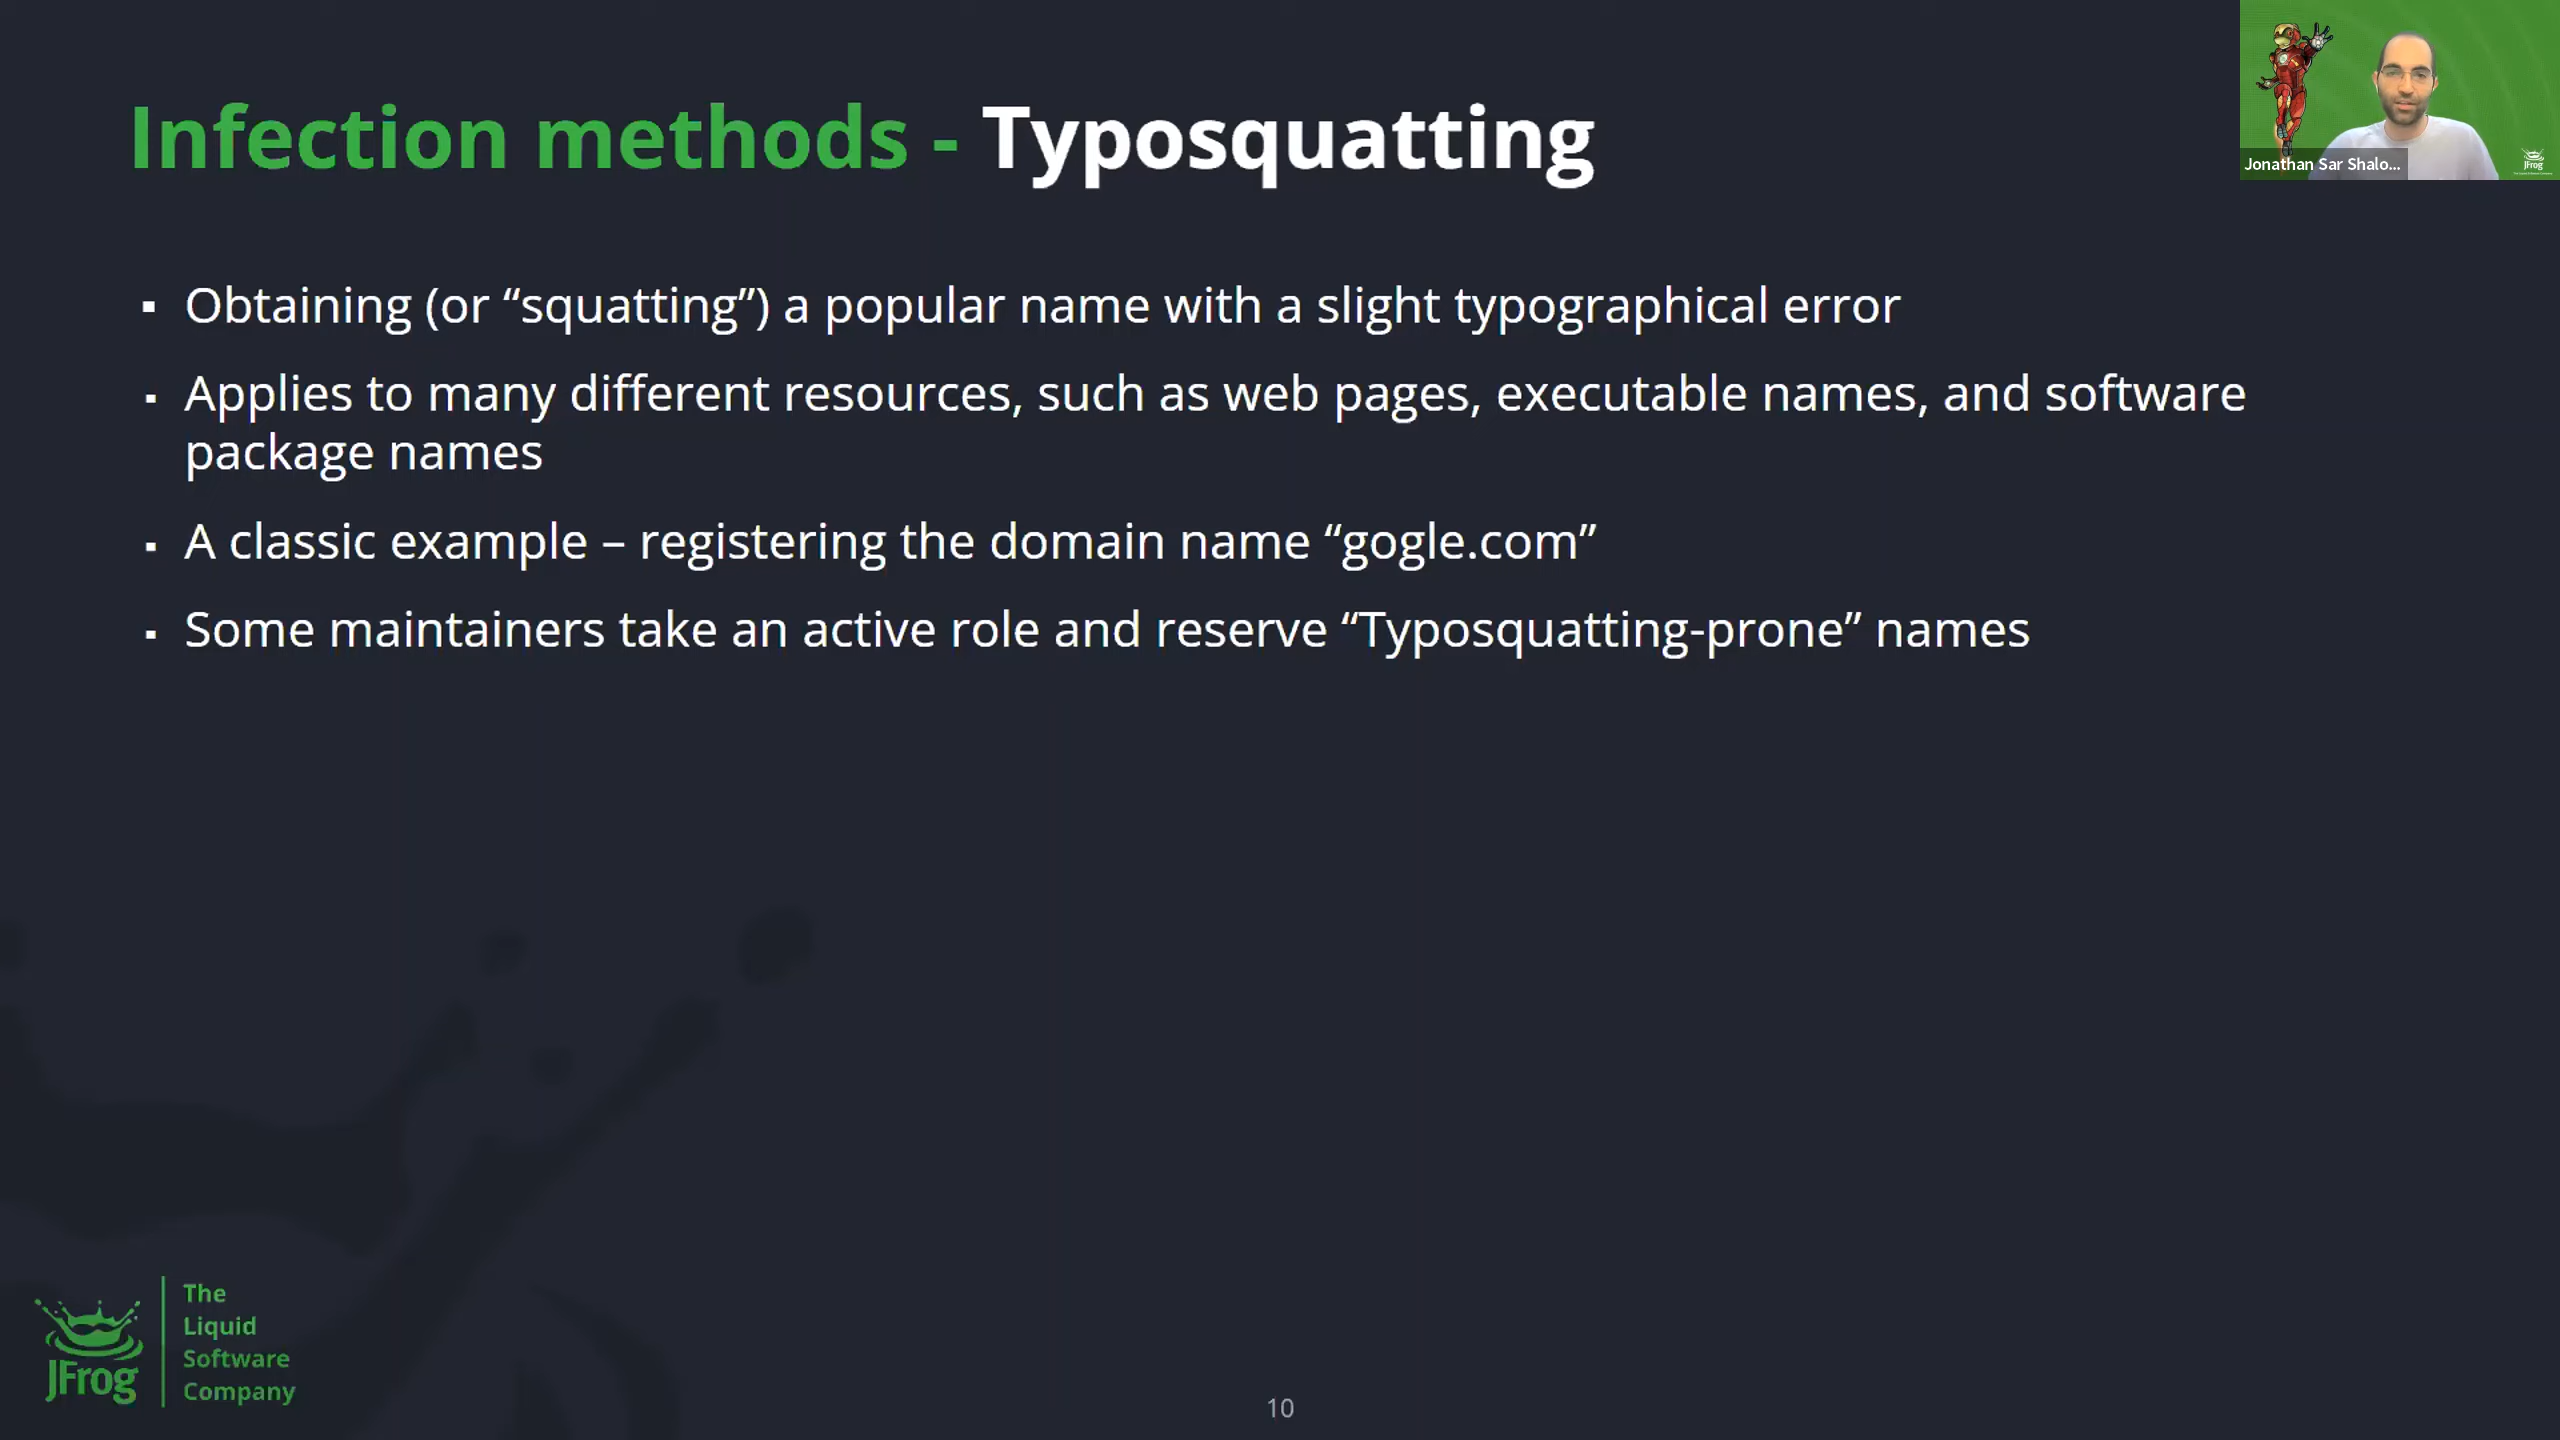 Infection methods - Typosquatting
Jonathan Sar Shalo...
JFrog
▪ Obtaining (or “squatting”) a popular name with a slight typographical error
▪ Applies to many different resources, such as web pages, executable names, and software
package names
▪ A classic example – registering the domain name “gogle.com”
▪ Some maintainers take an active role and reserve “Typosquatting-prone” names
The
Liquid
Software
Company
JFrog
10